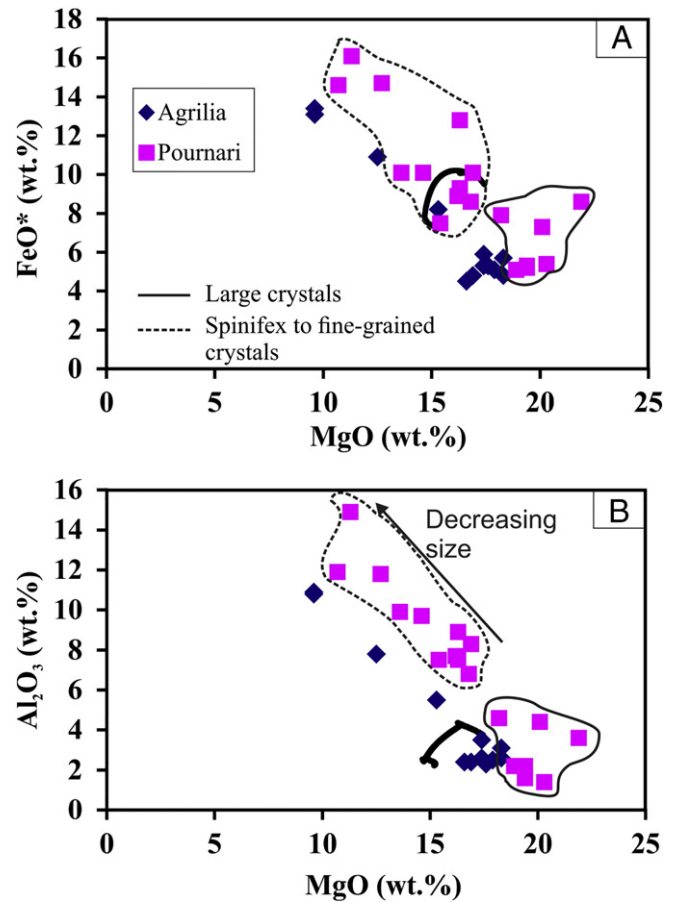 A
18
16
14
12
10
8
6
4
2
0
FeO* (wt.%)
Agrilia
Pournari
Large crystals
Spinifex to fine-grained
crystals
0 5 10 15 20 25
MgO (wt.%)
B
16
14
12
10
8
6
4
2
0
Al₂O₃ (wt.%)
Decreasing
size
0 5 10 15 20 25
MgO (wt.%)